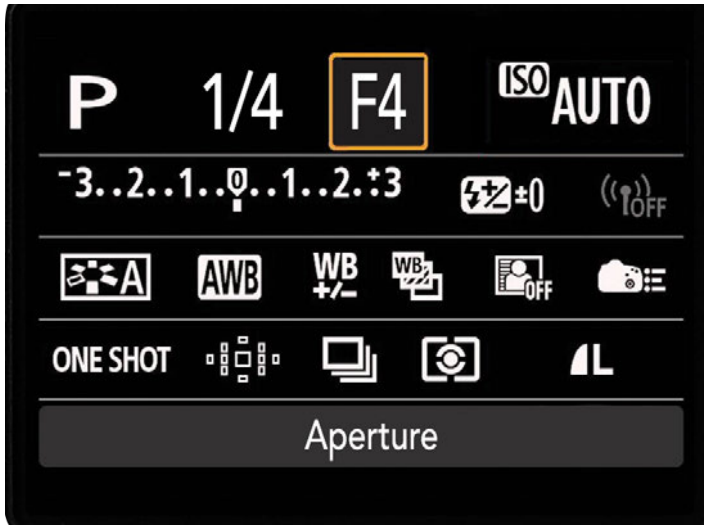 P 1/4 F4 ISO AUTO
-3..2..1..0..1..2.:+3 ±0 OFF
A AWB WB +/- WB OFF
ONE SHOT L
Aperture